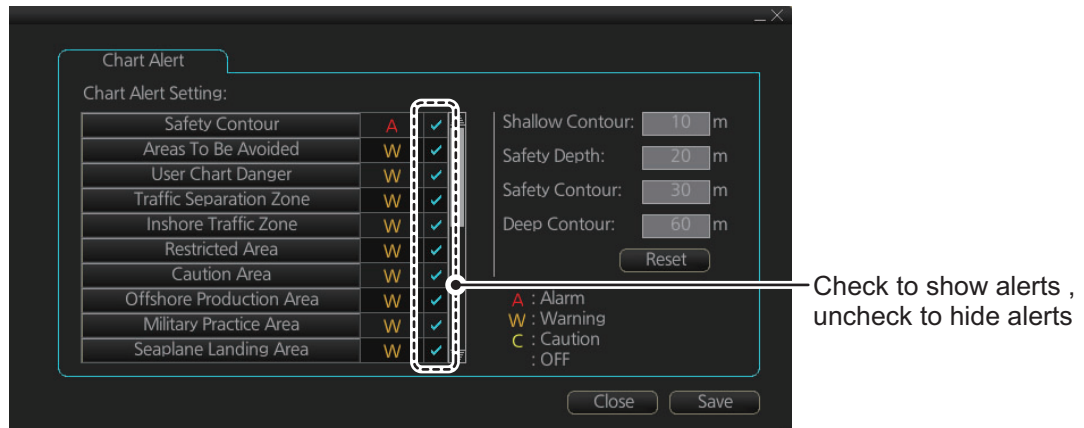 Chart Alert
Chart Alert Setting:
Safety Contour A ✓
Areas To Be Avoided W ✓
User Chart Danger W ✓
Traffic Separation Zone W ✓
Inshore Traffic Zone W ✓
Restricted Area W ✓
Caution Area W ✓
Offshore Production Area W ✓
Military Practice Area W ✓
Seaplane Landing Area W ✓
Shallow Contour: 10 m
Safety Depth: 20 m
Safety Contour: 30 m
Deep Contour: 60 m
Reset
A : Alarm
W : Warning
C : Caution
: OFF
Check to show alerts ,
uncheck to hide alerts
Close Save